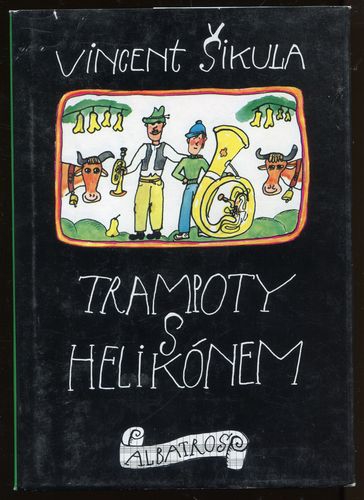 VINCENT ŠIKULA
TRAMPOTY
S
HELIKÓNEM
ALBATROS